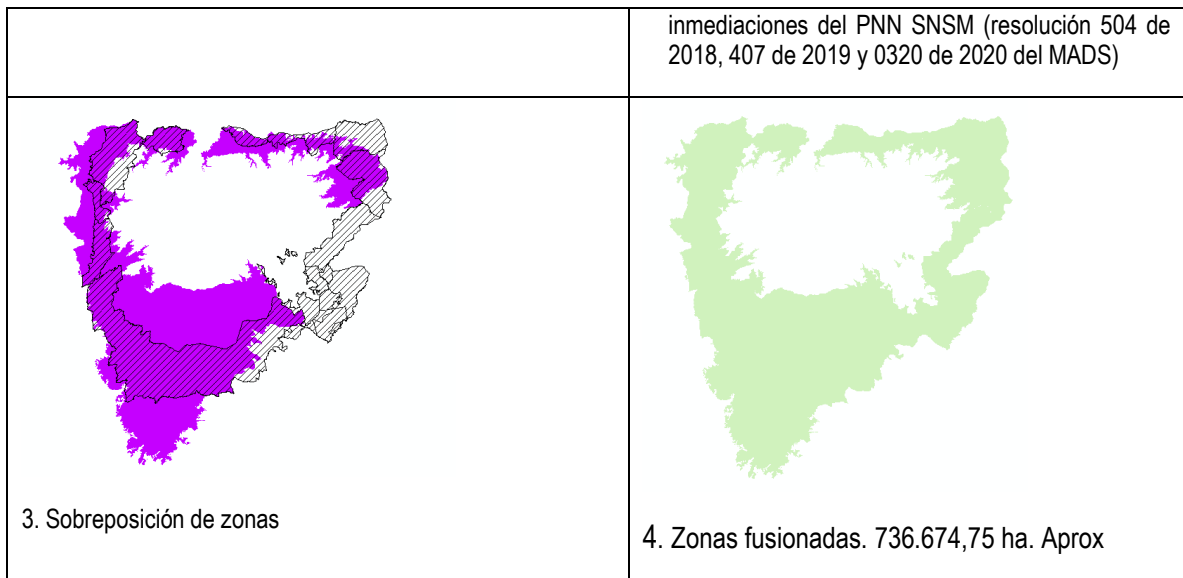 inmediaciones del PNN SNSM (resolución 504 de
2018, 407 de 2019 y 0320 de 2020 del MADS)
3. Sobreposición de zonas
4. Zonas fusionadas. 736.674,75 ha. Aprox